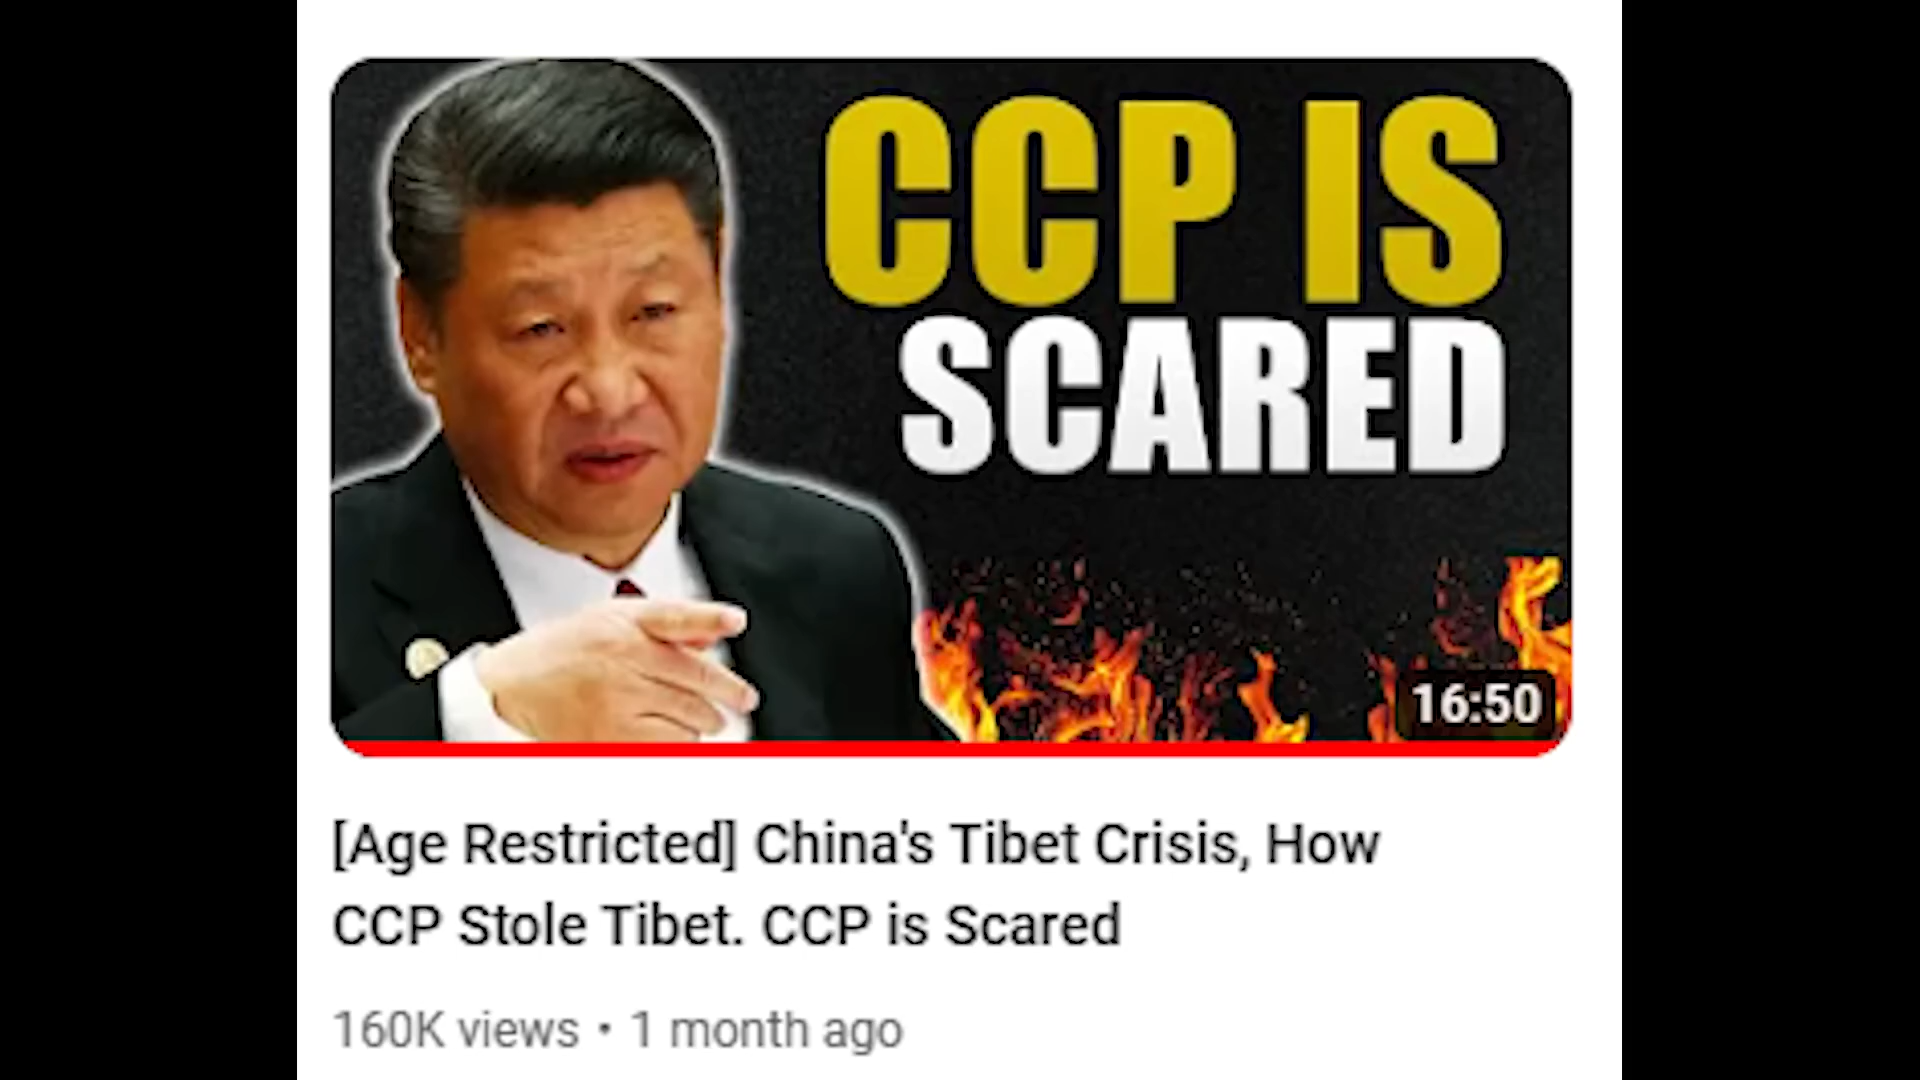 CCP IS
SCARED
16:50
[Age Restricted] China's Tibet Crisis, How
CCP Stole Tibet. CCP is Scared
160K views • 1 month ago